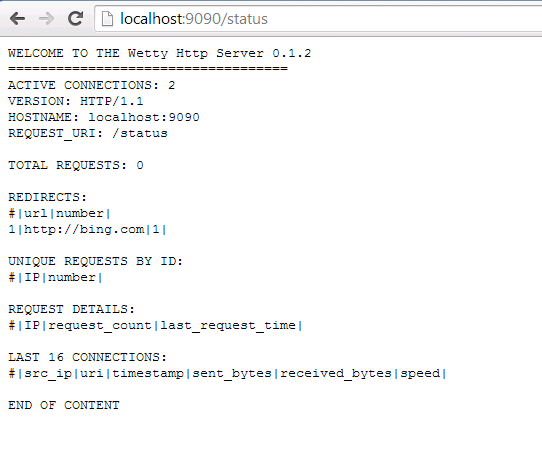 localhost:9090/status
WELCOME TO THE Wetty Http Server 0.1.2
===================================
ACTIVE CONNECTIONS: 2
VERSION: HTTP/1.1
HOSTNAME: localhost:9090
REQUEST_URI: /status
TOTAL REQUESTS: 0
REDIRECTS:
#|url|number|
1|http://bing.com|1|
UNIQUE REQUESTS BY ID:
#|IP|number|
REQUEST DETAILS:
#|IP|request_count|last_request_time|
LAST 16 CONNECTIONS:
#|src_ip|uri|timestamp|sent_bytes|received_bytes|speed|
END OF CONTENT